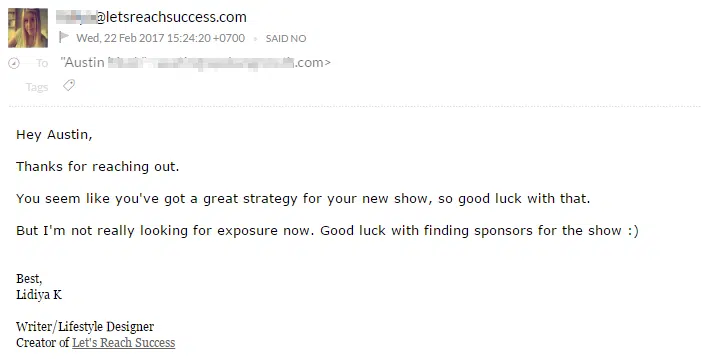 @letsreachsuccess.com
Wed, 22 Feb 2017 15:24:20 +0700 • SAID NO
To "Austin .com>
Tags
Hey Austin,
Thanks for reaching out.
You seem like you've got a great strategy for your new show, so good luck with that.
But I'm not really looking for exposure now. Good luck with finding sponsors for the show :)
Best,
Lidiya K
Writer/Lifestyle Designer
Creator of Let's Reach Success